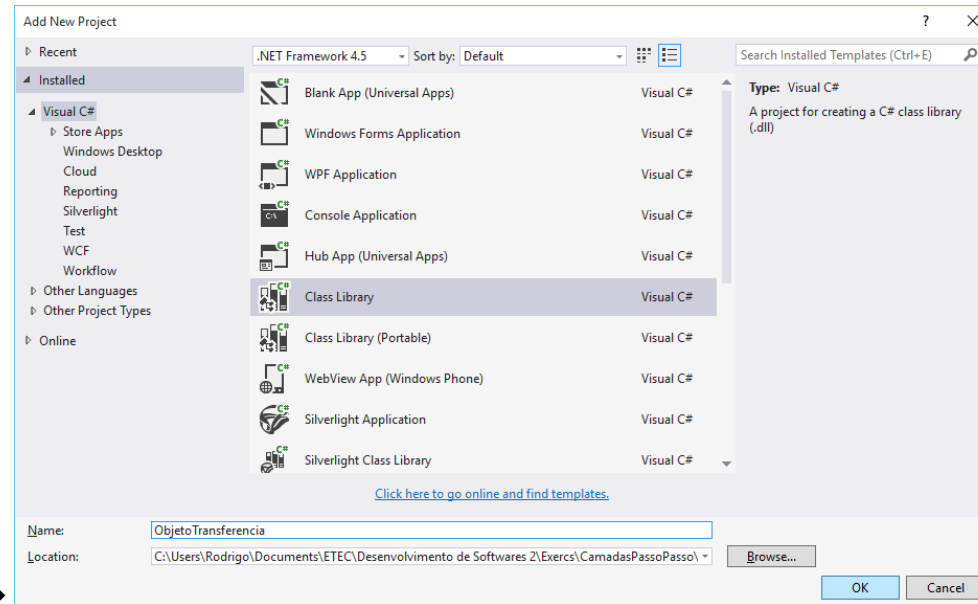 Add New Project
?
Recent
Installed
Visual C#
Store Apps
Windows Desktop
Cloud
Reporting
Silverlight
Test
WCF
Workflow
Other Languages
Other Project Types
Online
.NET Framework 4.5 Sort by: Default
Blank App (Universal Apps) Visual C#
Windows Forms Application Visual C#
WPF Application Visual C#
Console Application Visual C#
Hub App (Universal Apps) Visual C#
Class Library Visual C#
Class Library (Portable) Visual C#
WebView App (Windows Phone) Visual C#
Silverlight Application Visual C#
Silverlight Class Library Visual C#
Click here to go online and find templates.
Search Installed Templates (Ctrl+E)
Type: Visual C#
A project for creating a C# class library
(.dll)
Name: ObjetoTransferencia
Location: C:\Users\Rodrigo\Documents\ETEC\Desenvolvimento de Softwares 2\Exercs\CamadasPassoPasso\ Browse...
OK Cancel